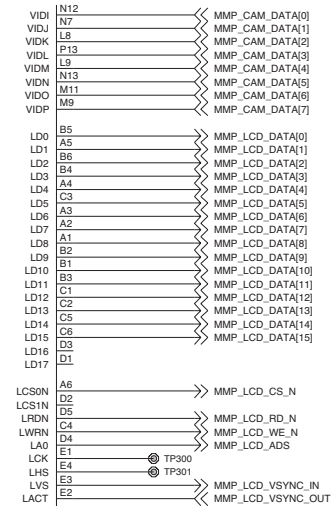 VIDI N12 MMP_CAM_DATA[0]
VIDJ N7 MMP_CAM_DATA[1]
VIDK L8 MMP_CAM_DATA[2]
VIDL P13 MMP_CAM_DATA[3]
VIDM L9 MMP_CAM_DATA[4]
VIDN N13 MMP_CAM_DATA[5]
VIDO M11 MMP_CAM_DATA[6]
VIDP M9 MMP_CAM_DATA[7]
LD0 B5 MMP_LCD_DATA[0]
LD1 A5 MMP_LCD_DATA[1]
LD2 B6 MMP_LCD_DATA[2]
LD3 B4 MMP_LCD_DATA[3]
LD4 A4 MMP_LCD_DATA[4]
LD5 C3 MMP_LCD_DATA[5]
LD6 A3 MMP_LCD_DATA[6]
LD7 A2 MMP_LCD_DATA[7]
LD8 A1 MMP_LCD_DATA[8]
LD9 B2 MMP_LCD_DATA[9]
LD10 B1 MMP_LCD_DATA[10]
LD11 B3 MMP_LCD_DATA[11]
LD12 C1 MMP_LCD_DATA[12]
LD13 C2 MMP_LCD_DATA[13]
LD14 C5 MMP_LCD_DATA[14]
LD15 C6 MMP_LCD_DATA[15]
LD16 D3
LD17 D1
LCS0N A6 MMP_LCD_CS_N
LCS1N D2
LRDN D5 MMP_LCD_RD_N
LWRN C4 MMP_LCD_WE_N
LA0 D4 MMP_LCD_ADS
LCK E1 TP300
LHS E4 TP301
LVS E3 MMP_LCD_VSYNC_IN
LACT E2 MMP_LCD_VSYNC_OUT